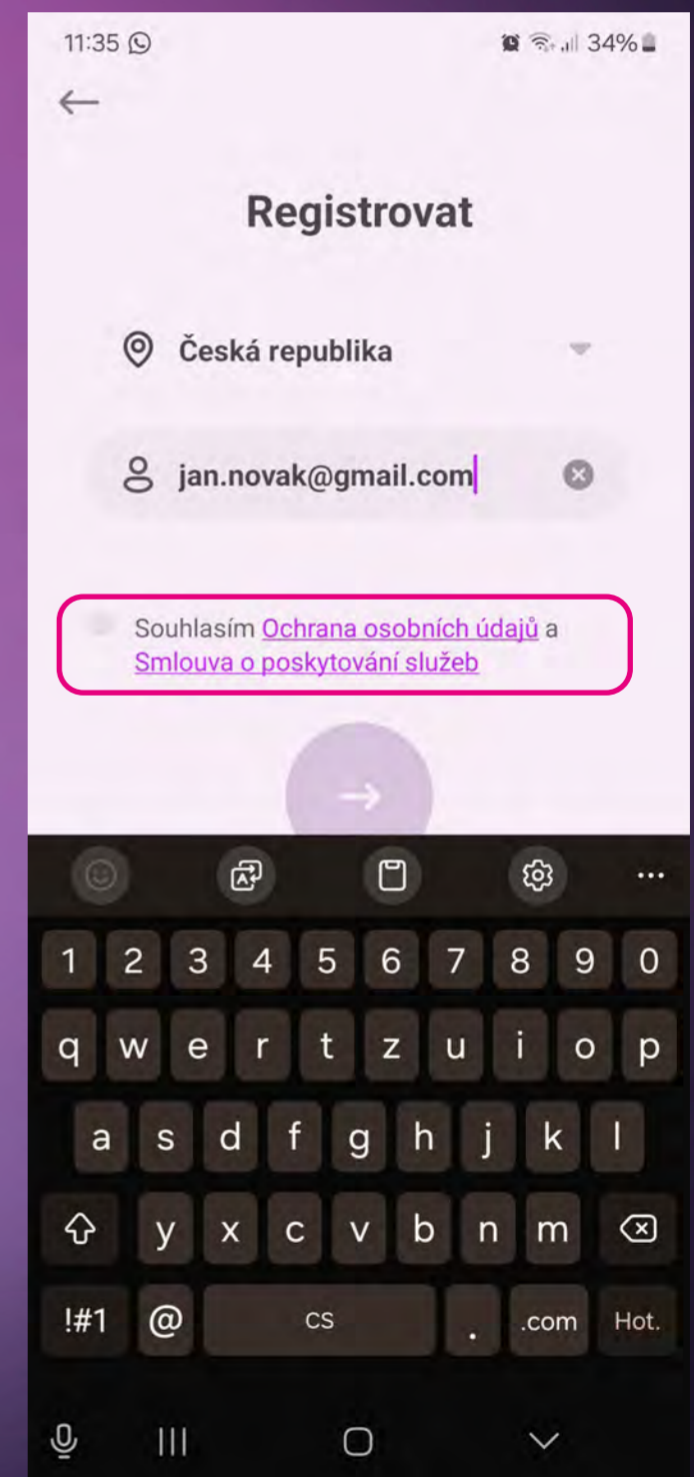 11:35
34%
Registrovat
Česká republika
jan.novak@gmail.com
Souhlasím Ochrana osobních údajů a
Smlouva o poskytování služeb
1 2 3 4 5 6 7 8 9 0
q w e r t z u i o p
a s d f g h j k l
y x c v b n m
!#1 @ cs . .com Hot.